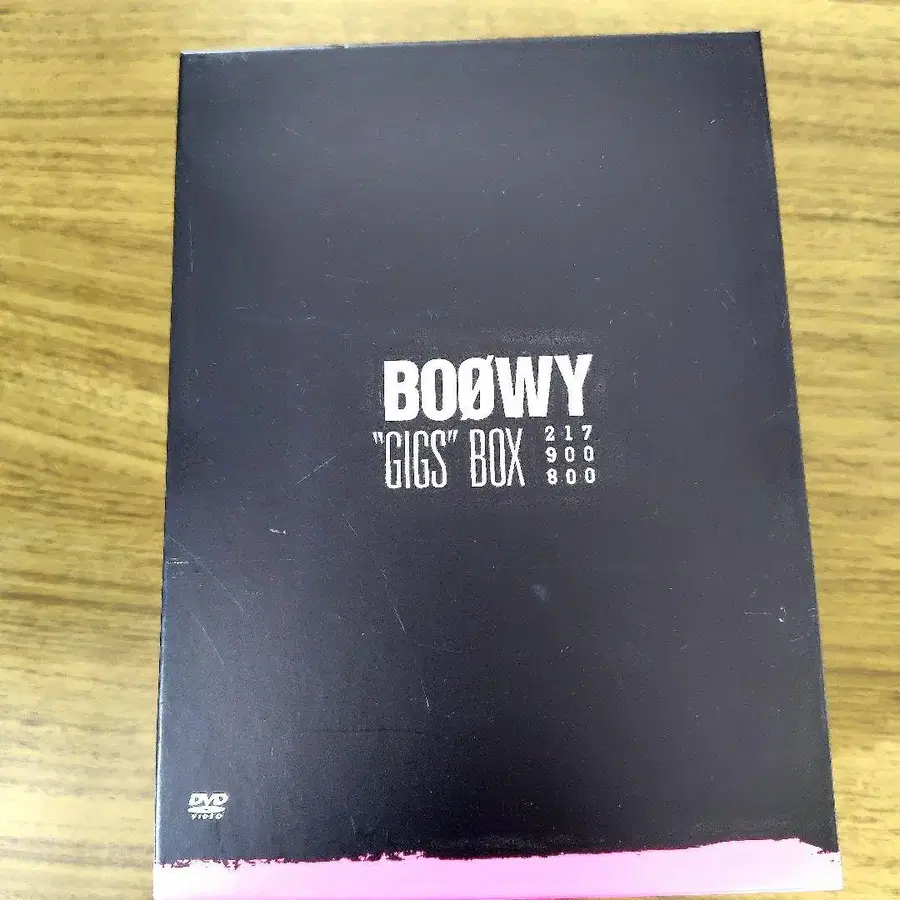 BOØWY
"GIGS" BOX
217
900
800
DVD
VIDEO